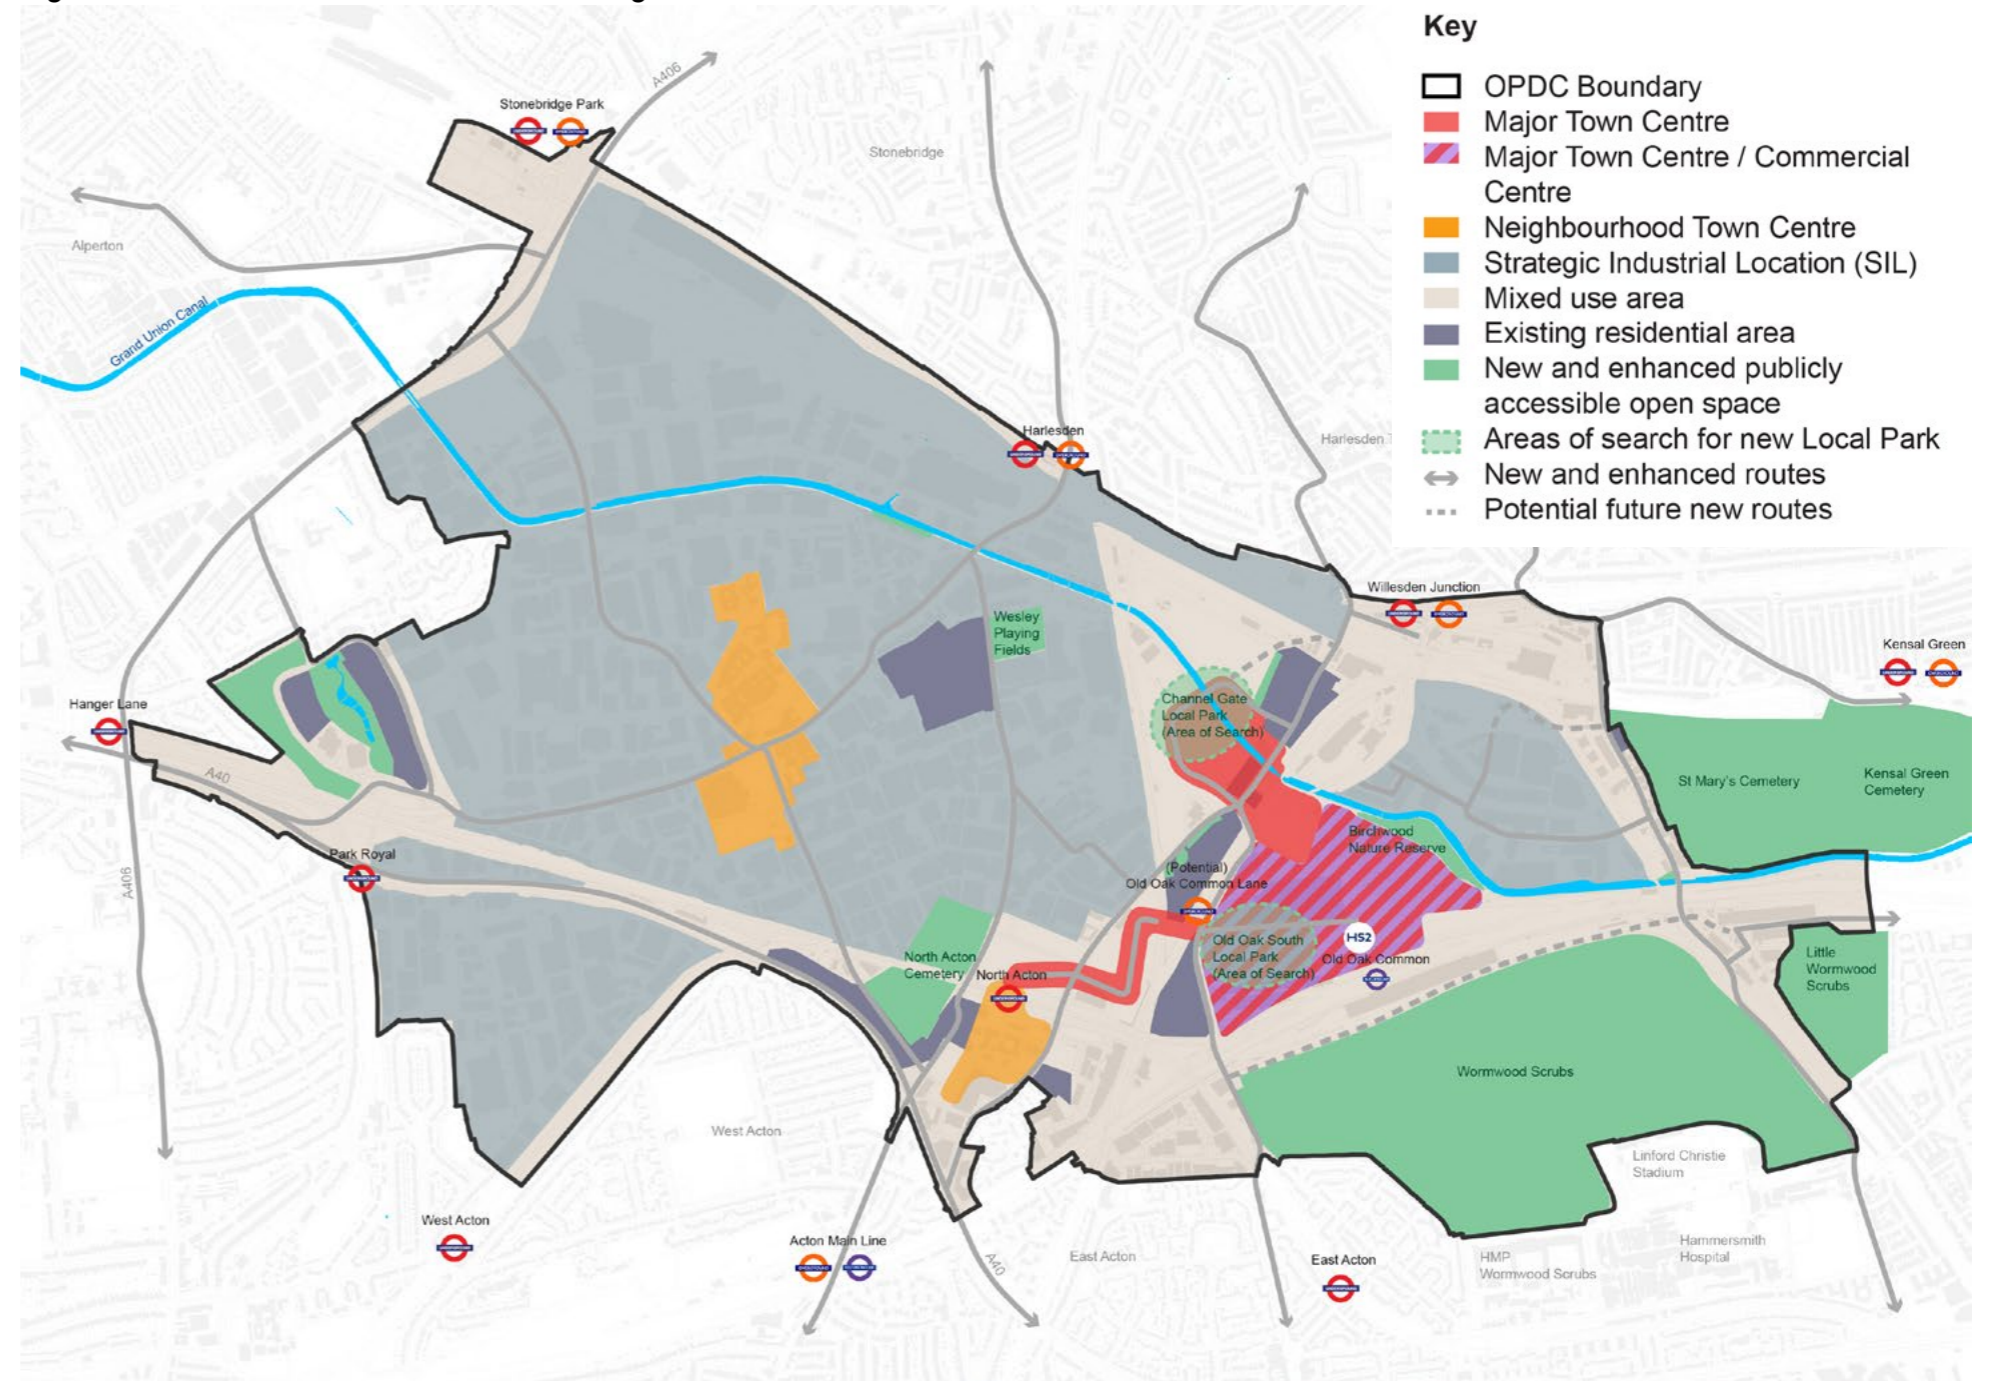 Key
OPDC Boundary
Major Town Centre
Major Town Centre / Commercial
Centre
Neighbourhood Town Centre
Strategic Industrial Location (SIL)
Mixed use area
Existing residential area
New and enhanced publicly
accessible open space
Areas of search for new Local Park
New and enhanced routes
Potential future new routes
A406
Stonebridge Park
Stonebridge
Alperton
Grand Union Canal
Harlesden
Harlesden
Willesden Junction
Kensal Green
Wesley
Playing
Fields
Hanger Lane
Channel Gate
Local Park
(Area of Search)
A40
St Mary's Cemetery
Kensal Green
Cemetery
Birchwood
Nature Reserve
Park Royal
A406
(Potential)
Old Oak Common Lane
HS2
Old Oak Common
Old Oak South
Local Park
(Area of Search)
North Acton
Cemetery
North Acton
Little
Wormwood
Scrubs
Wormwood Scrubs
West Acton
Linford Christie
Stadium
West Acton
Acton Main Line
A40
East Acton
East Acton
HMP
Wormwood Scrubs
Hammersmith
Hospital